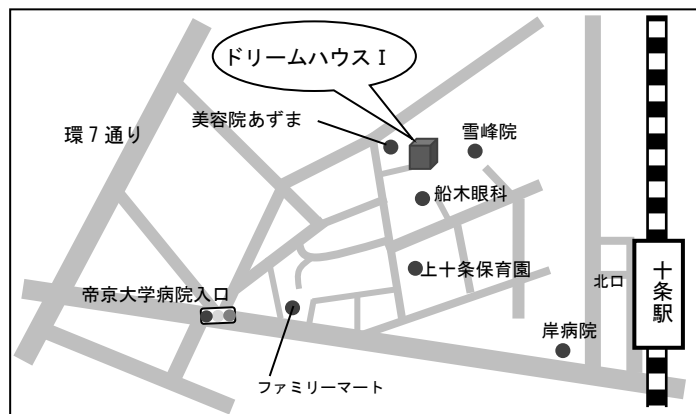 ドリームハウスⅠ
環7通り
美容院あずま
雪峰院
船木眼科
上十条保育園
帝京大学病院入口
北口
十条駅
岸病院
ファミリーマート